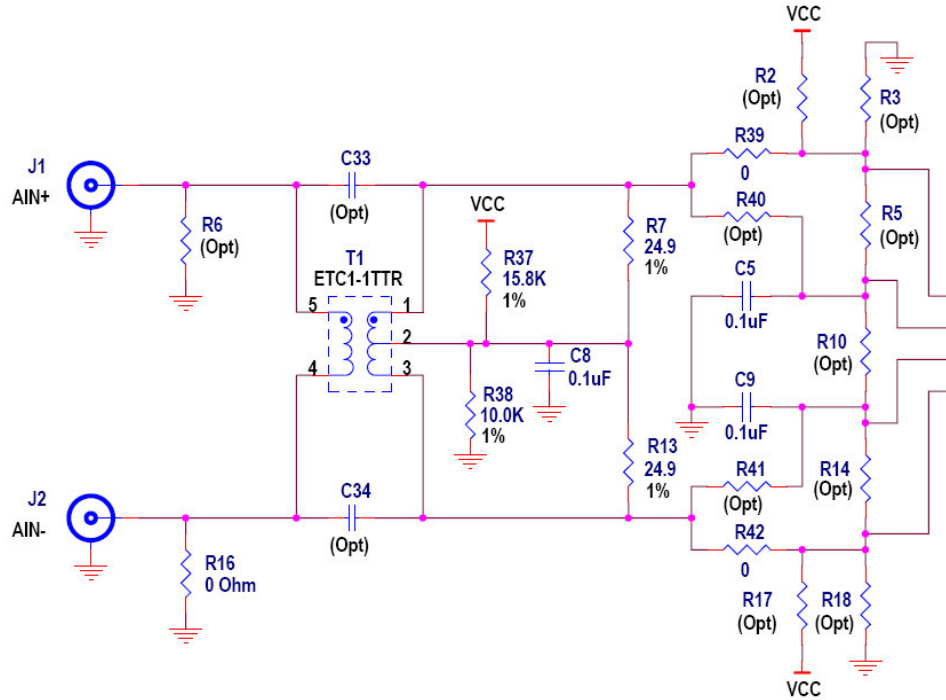 VCC
R2
(Opt)
R3
(Opt)
R39
0
J1
AIN+
C33
(Opt)
R40
(Opt)
R6
(Opt)
VCC
R7
24.9
1%
R5
(Opt)
T1
ETC1-1TTR
R37
15.8K
1%
C5
0.1uF
5
1
2
4
3
R10
(Opt)
C8
0.1uF
R38
10.0K
1%
C9
0.1uF
R13
24.9
1%
R41
(Opt)
R14
(Opt)
J2
AIN-
C34
(Opt)
R42
0
R16
0 Ohm
R17
(Opt)
R18
(Opt)
VCC